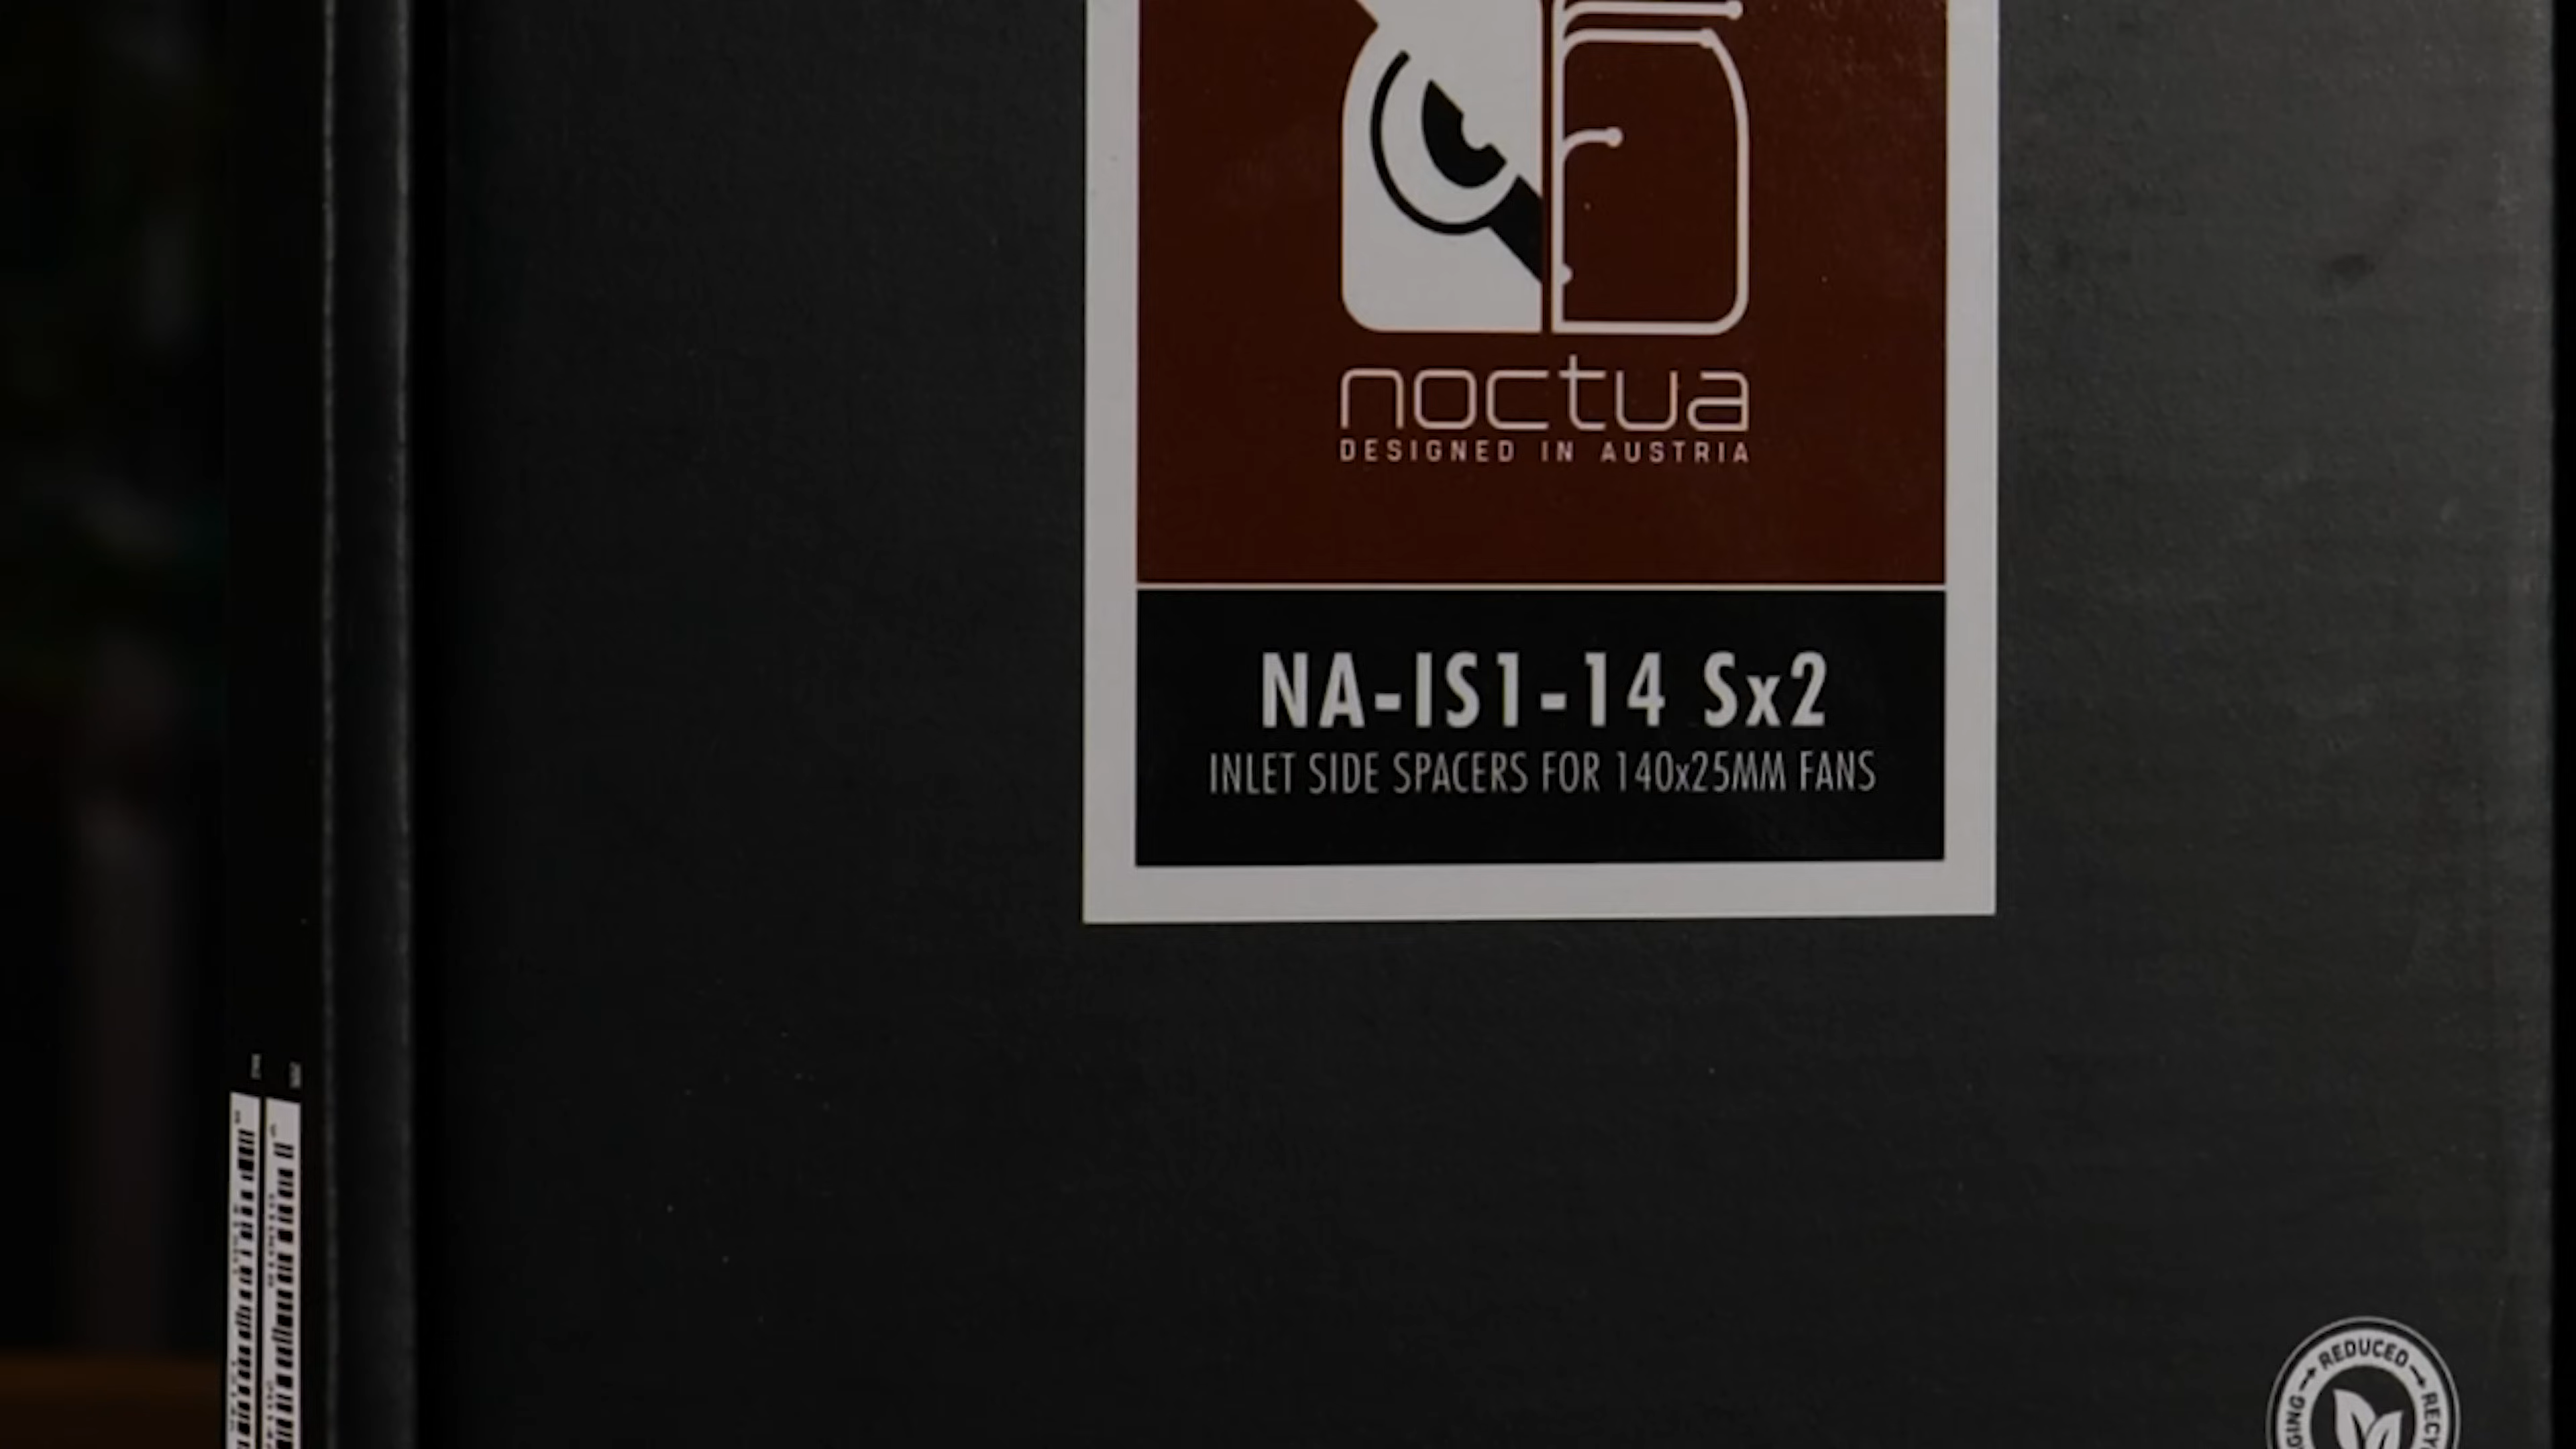 noctua
DESIGNED IN AUSTRIA
NA-IS1-14 Sx2
INLET SIDE SPACERS FOR 140x25MM FANS
REDUCED